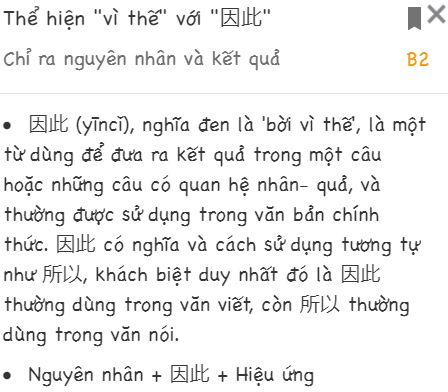 Thể hiện "vì thế" với "因此"
Chỉ ra nguyên nhân và kết quả
B2
• 因此 (yīncǐ), nghĩa đen là 'bởi vì thế', là một
từ dùng để đưa ra kết quả trong một câu
hoặc những câu có quan hệ nhân- quả, và
thường được sử dụng trong văn bản chính
thức. 因此 có nghĩa và cách sử dụng tương tự
như 所以, khách biệt duy nhất đó là 因此
thường dùng trong văn viết, còn 所以 thường
dùng trong văn nói.
• Nguyên nhân + 因此 + Hiệu ứng